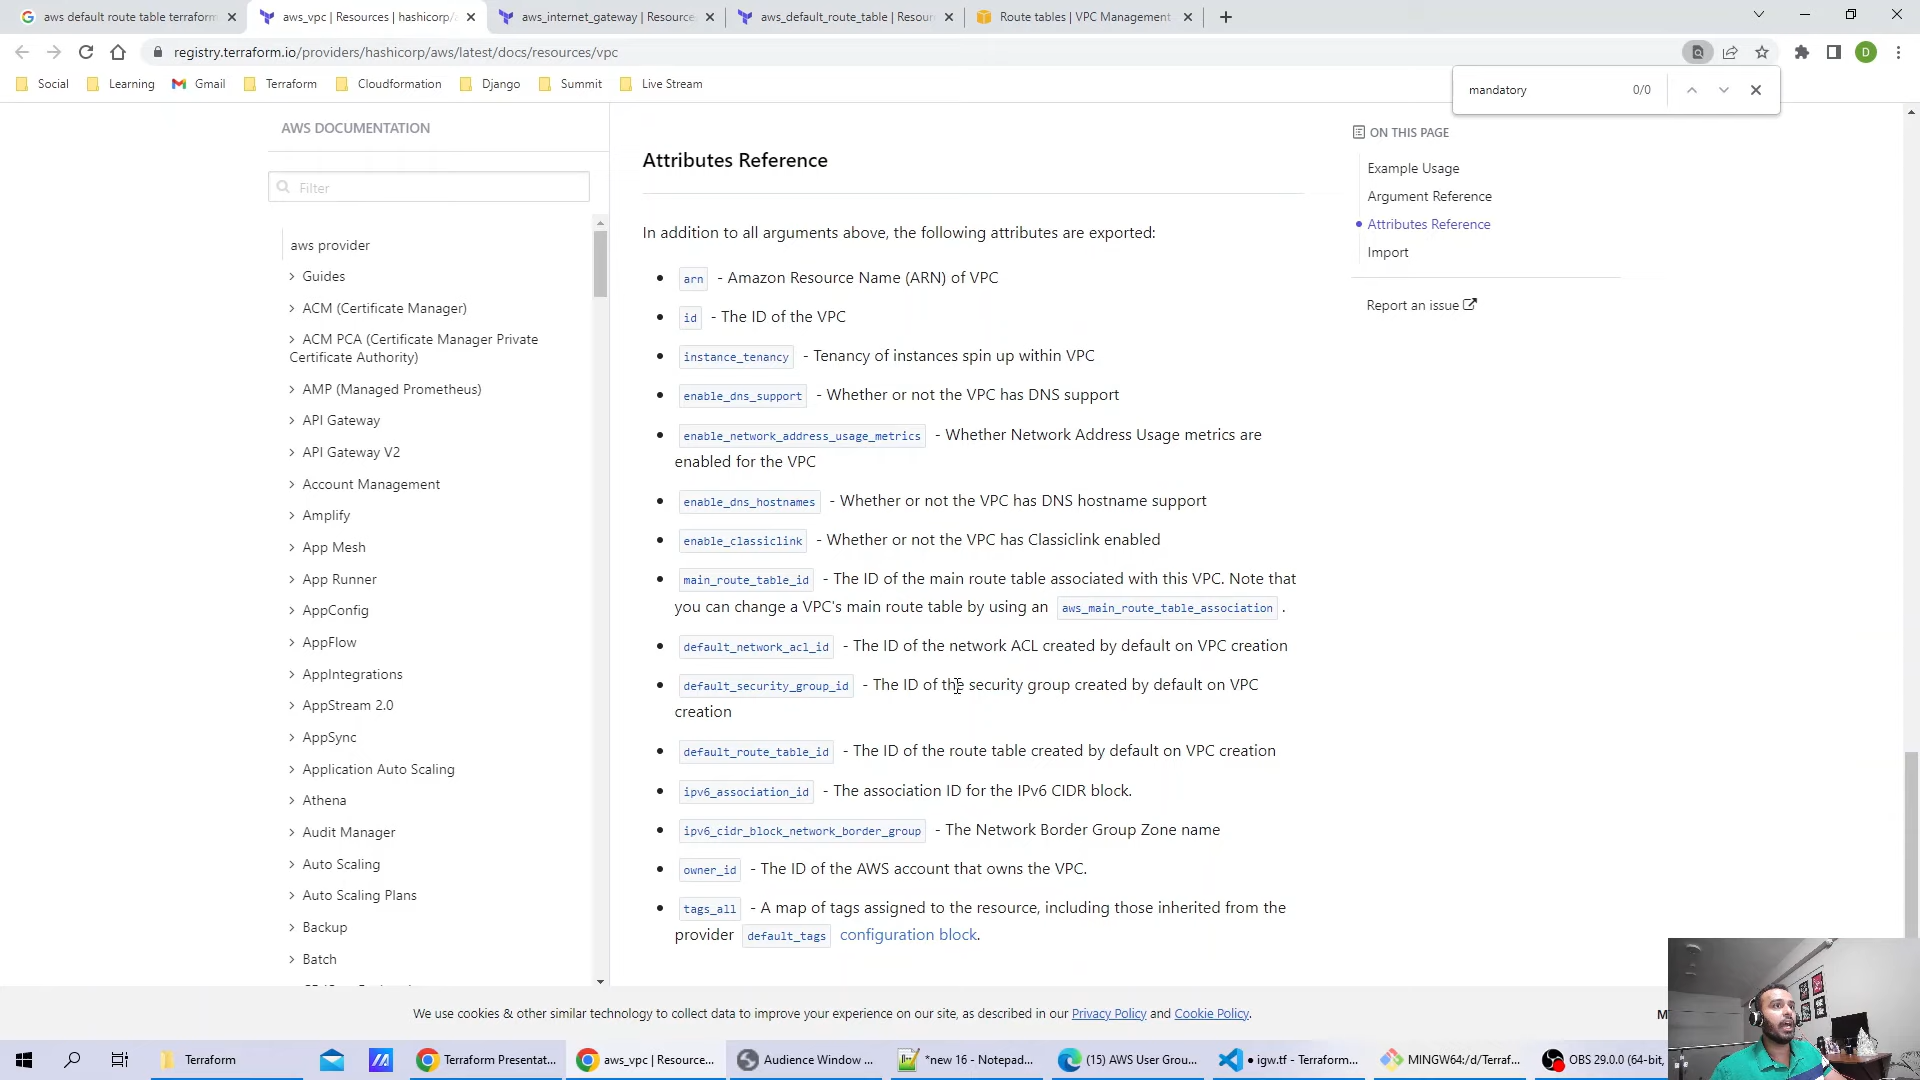 aws default route table terraform
aws_vpc | Resources | hashicorp/a
aws_internet_gateway | Resource
aws_default_route_table | Resour
Route tables | VPC Management
registry.terraform.io/providers/hashicorp/aws/latest/docs/resources/vpc
D
Social
Learning
Gmail
Terraform
Cloudformation
Django
Summit
Live Stream
mandatory 0/0
AWS DOCUMENTATION
Filter
aws provider
Guides
ACM (Certificate Manager)
ACM PCA (Certificate Manager Private
Certificate Authority)
AMP (Managed Prometheus)
API Gateway
API Gateway V2
Account Management
Amplify
App Mesh
App Runner
AppConfig
AppFlow
AppIntegrations
AppStream 2.0
AppSync
Application Auto Scaling
Athena
Audit Manager
Auto Scaling
Auto Scaling Plans
Backup
Batch
Attributes Reference
In addition to all arguments above, the following attributes are exported:
arn - Amazon Resource Name (ARN) of VPC
id - The ID of the VPC
instance_tenancy - Tenancy of instances spin up within VPC
enable_dns_support - Whether or not the VPC has DNS support
enable_network_address_usage_metrics - Whether Network Address Usage metrics are
enabled for the VPC
enable_dns_hostnames - Whether or not the VPC has DNS hostname support
enable_classiclink - Whether or not the VPC has Classiclink enabled
main_route_table_id - The ID of the main route table associated with this VPC. Note that
you can change a VPC's main route table by using an aws_main_route_table_association .
default_network_acl_id - The ID of the network ACL created by default on VPC creation
default_security_group_id - The ID of the security group created by default on VPC
creation
default_route_table_id - The ID of the route table created by default on VPC creation
ipv6_association_id - The association ID for the IPv6 CIDR block.
ipv6_cidr_block_network_border_group - The Network Border Group Zone name
owner_id - The ID of the AWS account that owns the VPC.
tags_all - A map of tags assigned to the resource, including those inherited from the
provider default_tags configuration block.
ON THIS PAGE
Example Usage
Argument Reference
Attributes Reference
Import
Report an issue
We use cookies & other similar technology to collect data to improve your experience on our site, as described in our Privacy Policy and Cookie Policy.
Terraform
Terraform Presentat...
aws_vpc | Resource...
Audience Window ...
*new 16 - Notepad...
(15) AWS User Grou...
• igw.tf - Terraform...
MINGW64:/d/Terraf...
OBS 29.0.0 (64-bit,